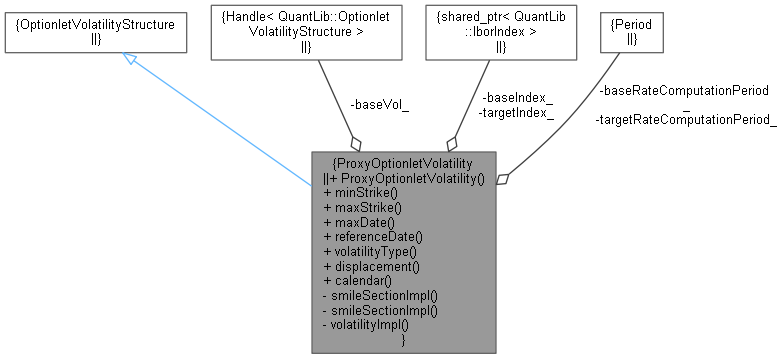 {OptionletVolatilityStructure
||}
{Handle< QuantLib::Optionlet
VolatilityStructure >
||}
{shared_ptr< QuantLib
::IborIndex >
||}
{Period
||}
-baseVol_
-baseIndex_
-targetIndex_
-baseRateComputationPeriod
_
-targetRateComputationPeriod_
{ProxyOptionletVolatility
||+ ProxyOptionletVolatility()
+ minStrike()
+ maxStrike()
+ maxDate()
+ referenceDate()
+ volatilityType()
+ displacement()
+ calendar()
- smileSectionImpl()
- smileSectionImpl()
- volatilityImpl()
}